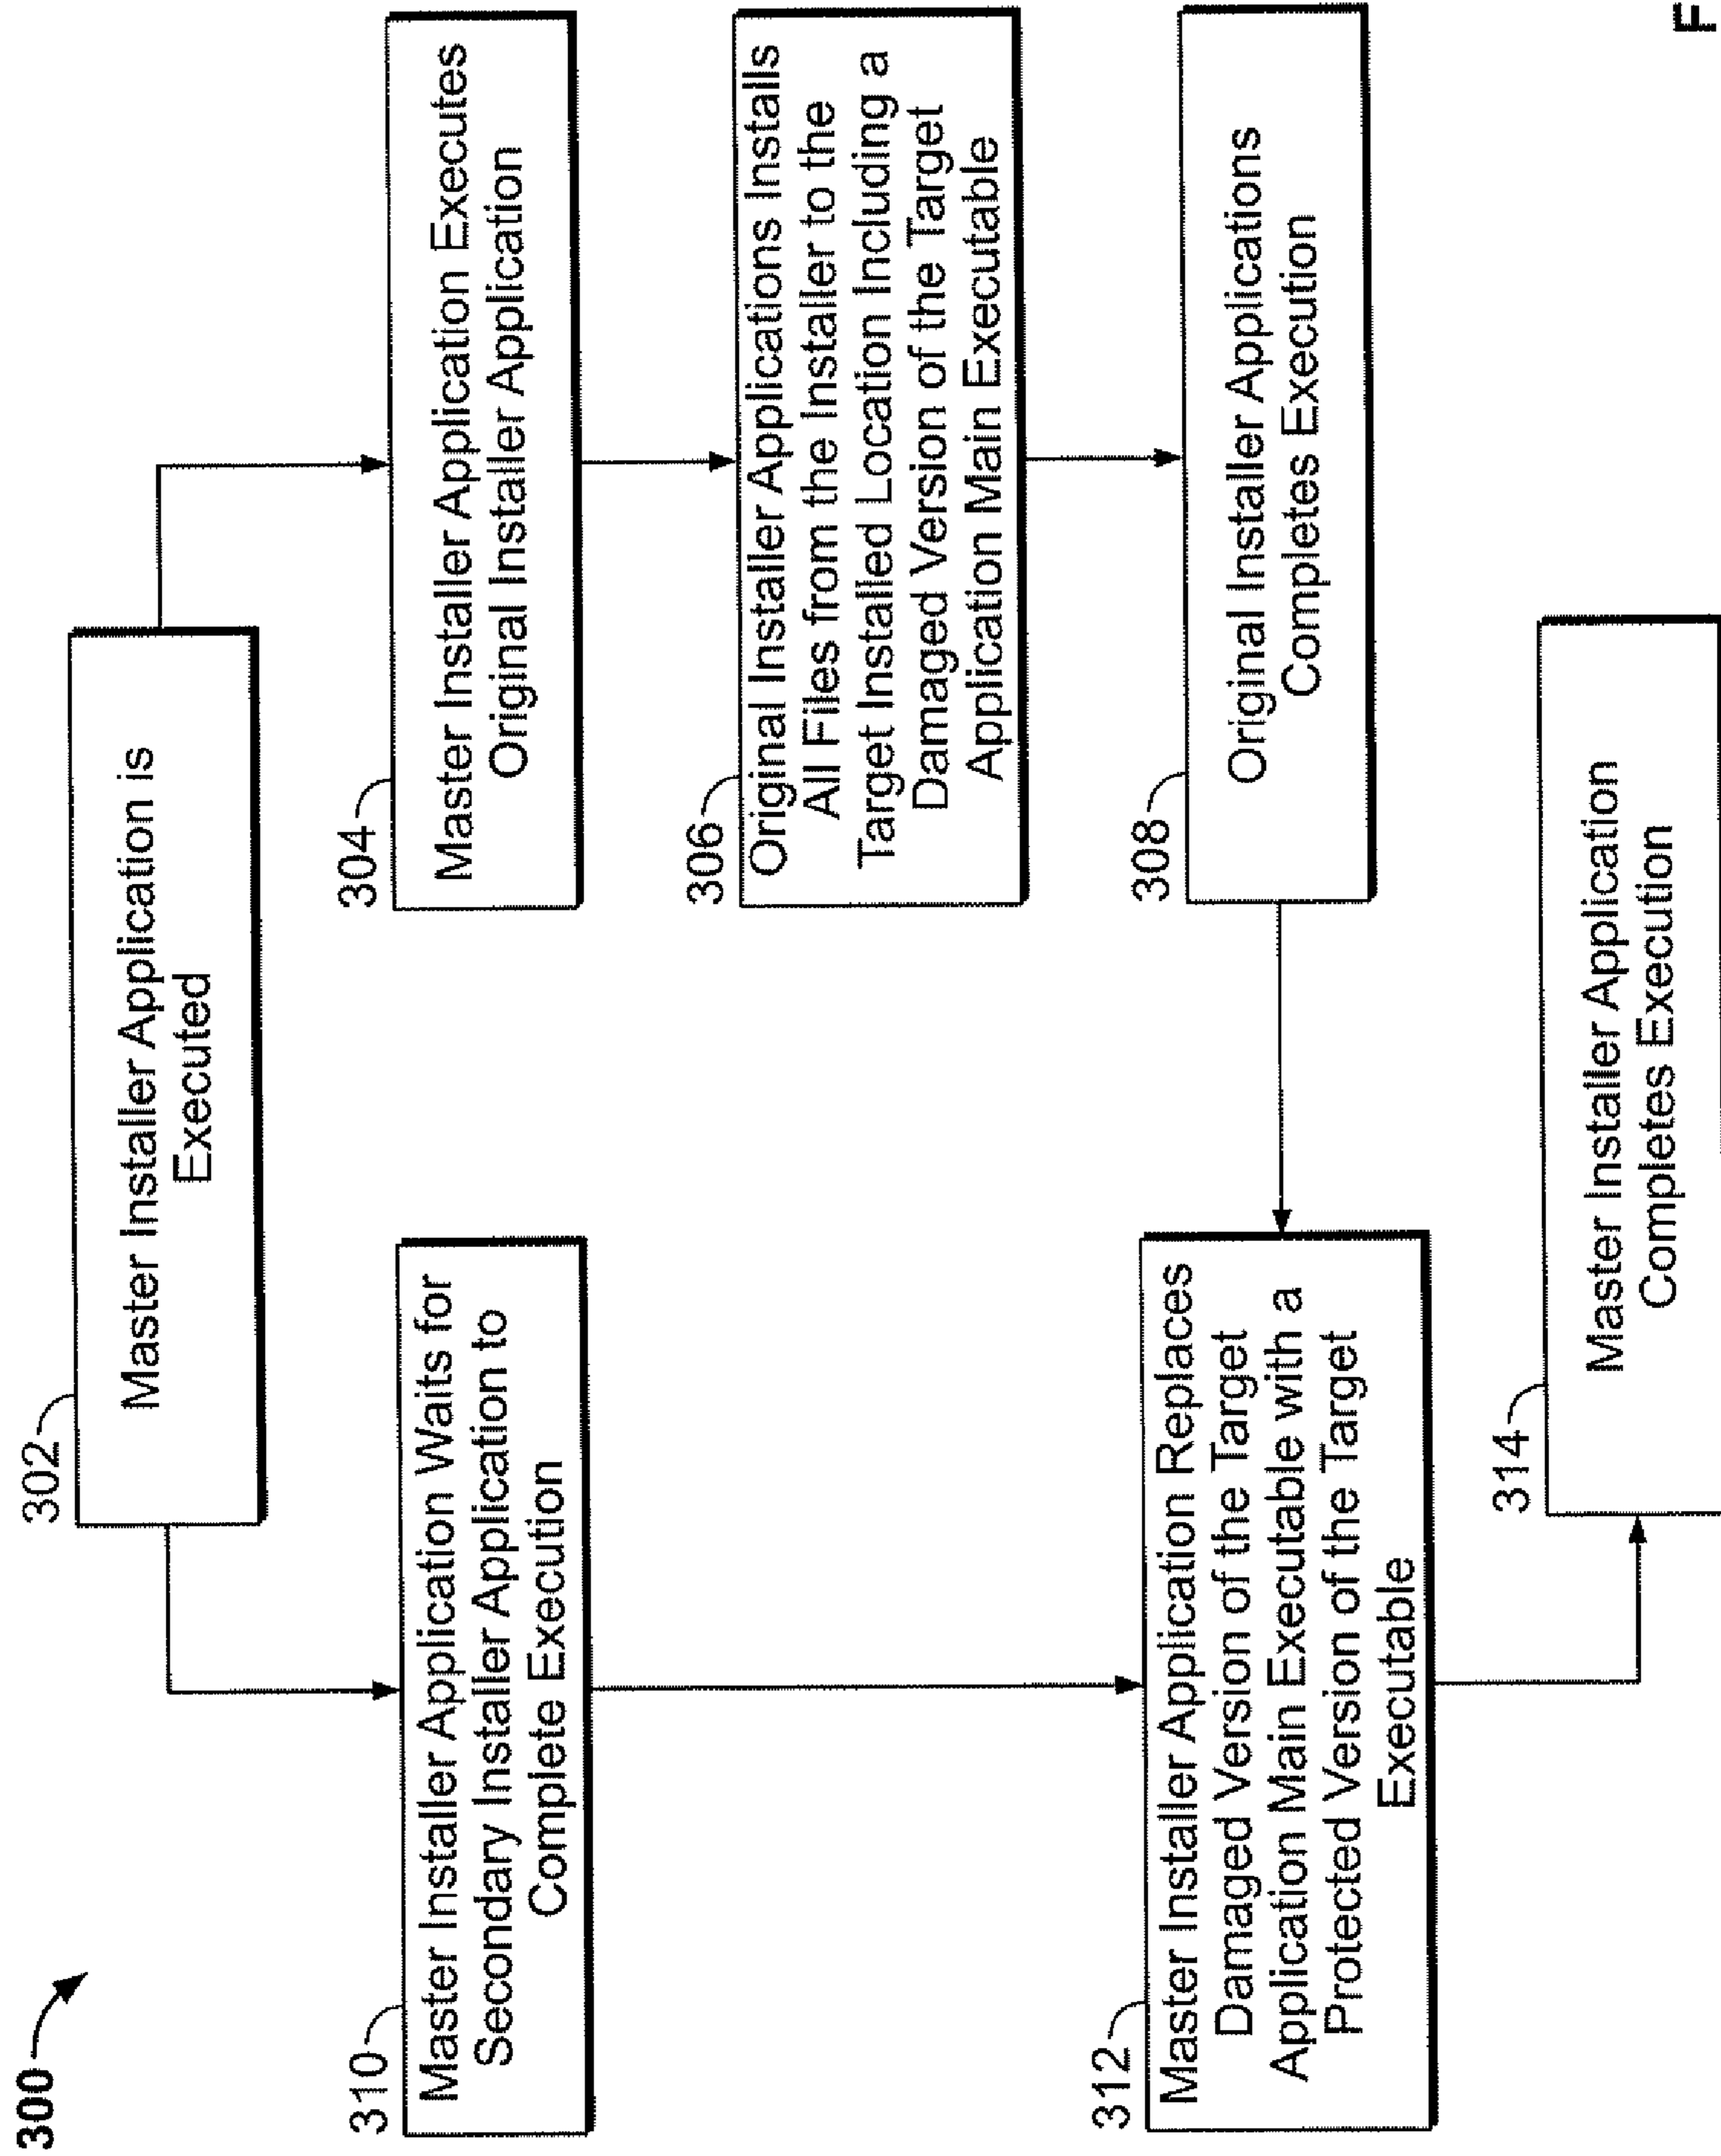 300
302
Master Installer Application is
Executed
304
Master Installer Application Executes
Original Installer Application
310
Master Installer Application Waits for
Secondary Installer Application to
Complete Execution
306
Original Installer Applications Installs
All Files from the Installer to the
Target Installed Location Including a
Damaged Version of the Target
Application Main Executable
308
Original Installer Applications
Completes Execution
312
Master Installer Application Replaces
Damaged Version of the Target
Application Main Executable with a
Protected Version of the Target
Executable
314
Master Installer Application
Completes Execution